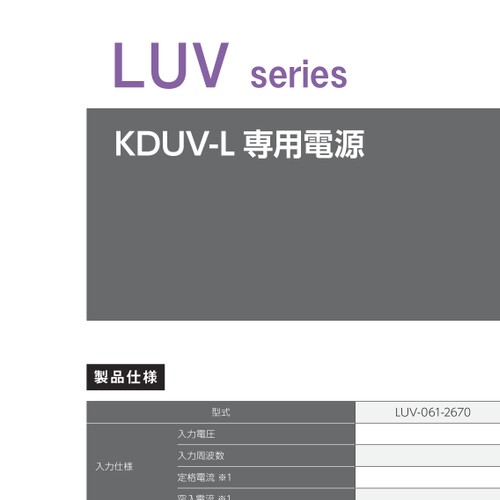 LUV series
KDUV-L 専用電源
製品仕様
型式 LUV-061-2670
入力電圧
入力周波数
入力仕様
定格電流 ※1
突入電流 ※1